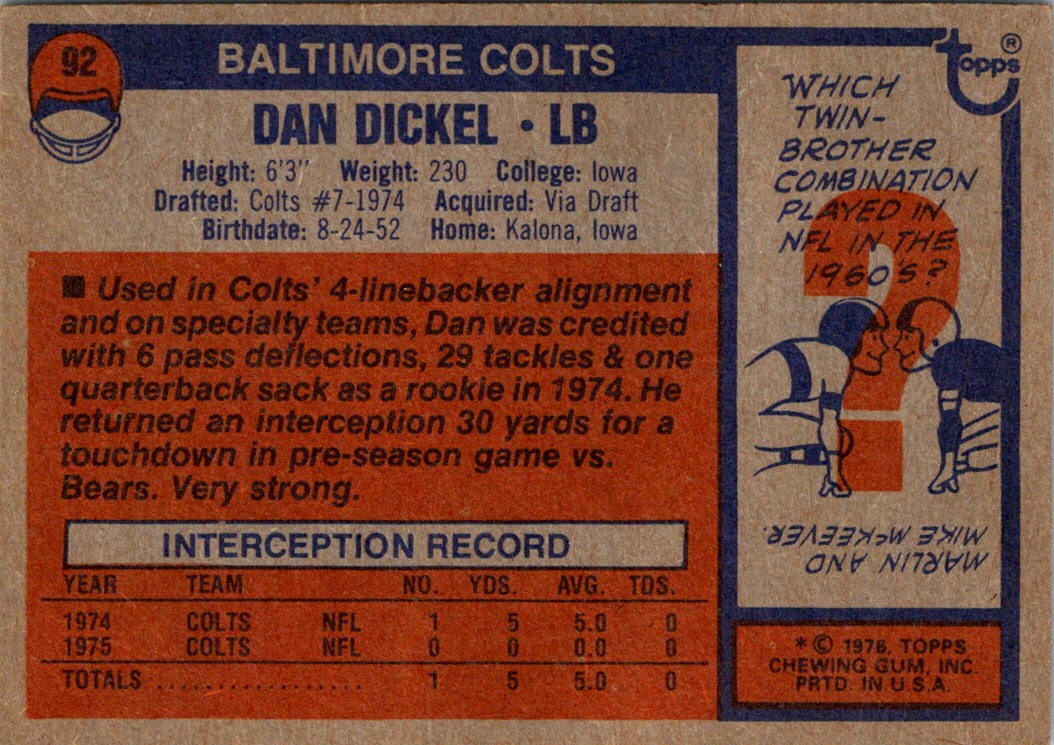 92
BALTIMORE COLTS
topps®
DAN DICKEL • LB
Height: 6'3" Weight: 230 College: Iowa
Drafted: Colts #7-1974 Acquired: Via Draft
Birthdate: 8-24-52 Home: Kalona, Iowa
■ Used in Colts' 4-linebacker alignment
and on specialty teams, Dan was credited
with 6 pass deflections, 29 tackles & one
quarterback sack as a rookie in 1974. He
returned an interception 30 yards for a
touchdown in pre-season game vs.
Bears. Very strong.
INTERCEPTION RECORD
YEAR TEAM NO. YDS. AVG. TDS.
1974 COLTS NFL 1 5 5.0 0
1975 COLTS NFL 0 0 0.0 0
TOTALS .................. 1 5 5.0 0
WHICH
TWIN-
BROTHER
COMBINATION
PLAYED IN
NFL IN THE
1960'S?
MARLIN AND
MIKE McKEEVER.
* © 1976, TOPPS
CHEWING GUM, INC.
PRTD. IN U.S.A.